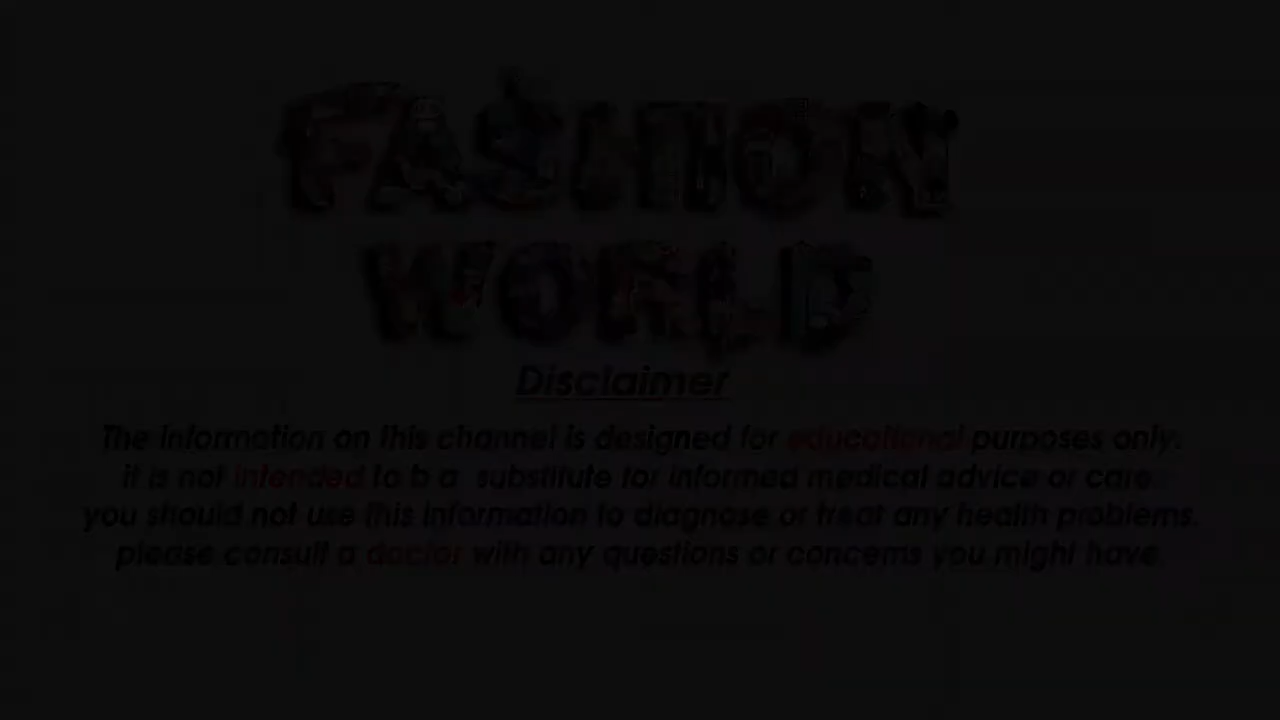 FASHION
WORLD
Disclaimer
The information on this channel is designed for educational purposes only.
it is not intended to b a substitute for informed medical advice or care
you should not use this information to diagnose or treat any health problems.
please consult a doctor with any questions or concerns you might have